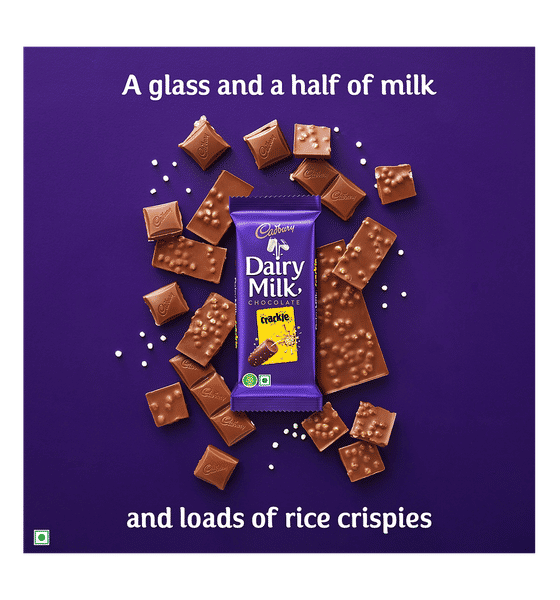 A glass and a half of milk
Cadbury
Dairy
Milk
CHOCOLATE
crackle
and loads of rice crispies